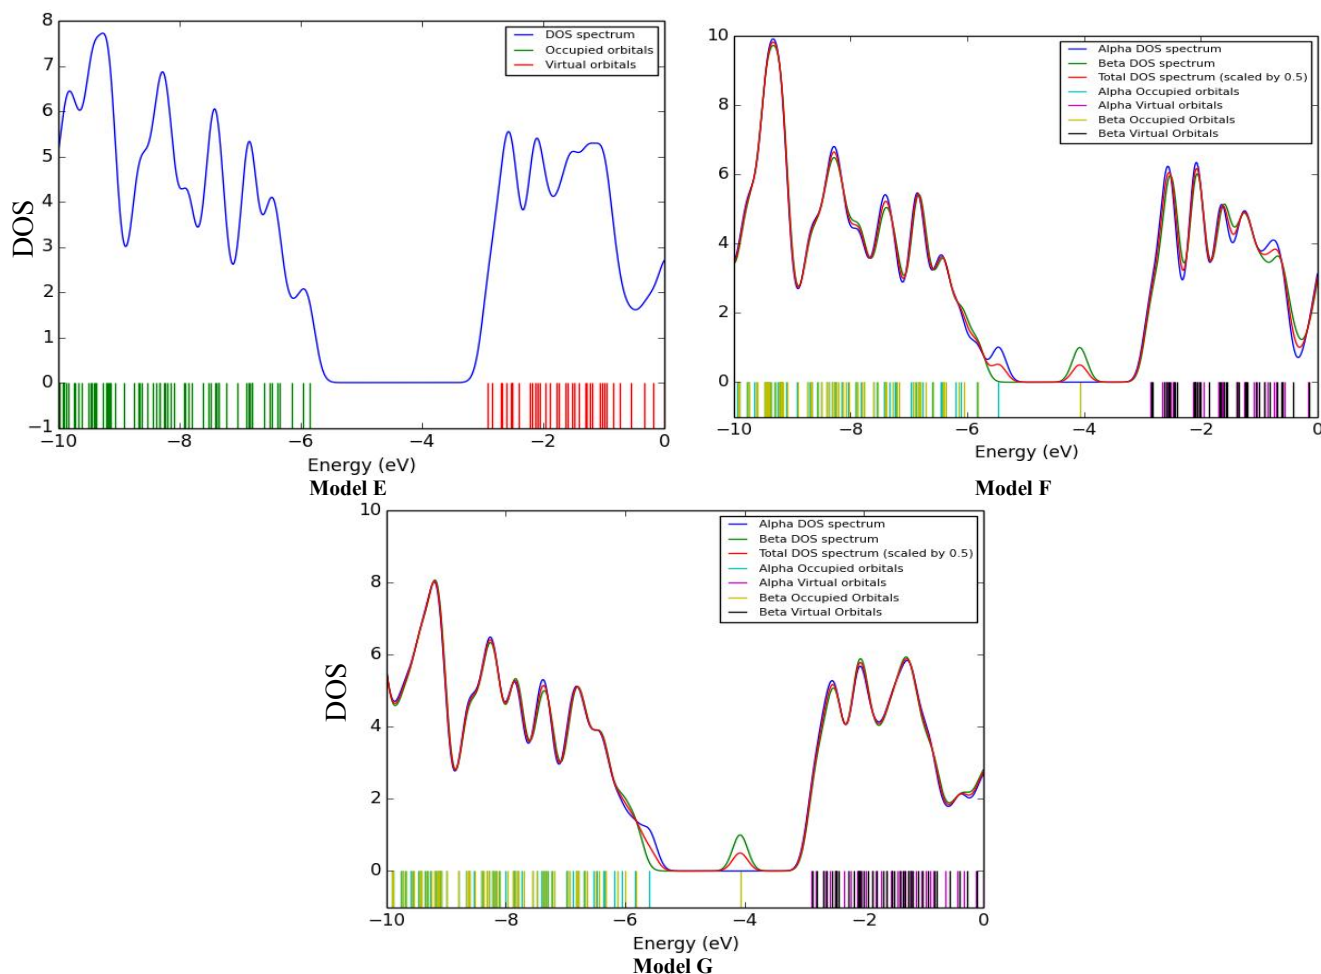 8
7
6
5
4
3
2
1
0
−1
DOS
−10
−8
−6
−4
−2
0
Energy (eV)
DOS spectrum
Occupied orbitals
Virtual orbitals
Model E
10
8
6
4
2
0
−10
−8
−6
−4
−2
0
Energy (eV)
Alpha DOS spectrum
Beta DOS spectrum
Total DOS spectrum (scaled by 0.5)
Alpha Occupied orbitals
Alpha Virtual orbitals
Beta Occupied Orbitals
Beta Virtual Orbitals
Model F
10
8
6
4
2
0
DOS
−10
−8
−6
−4
−2
0
Energy (eV)
Alpha DOS spectrum
Beta DOS spectrum
Total DOS spectrum (scaled by 0.5)
Alpha Occupied orbitals
Alpha Virtual orbitals
Beta Occupied Orbitals
Beta Virtual Orbitals
Model G